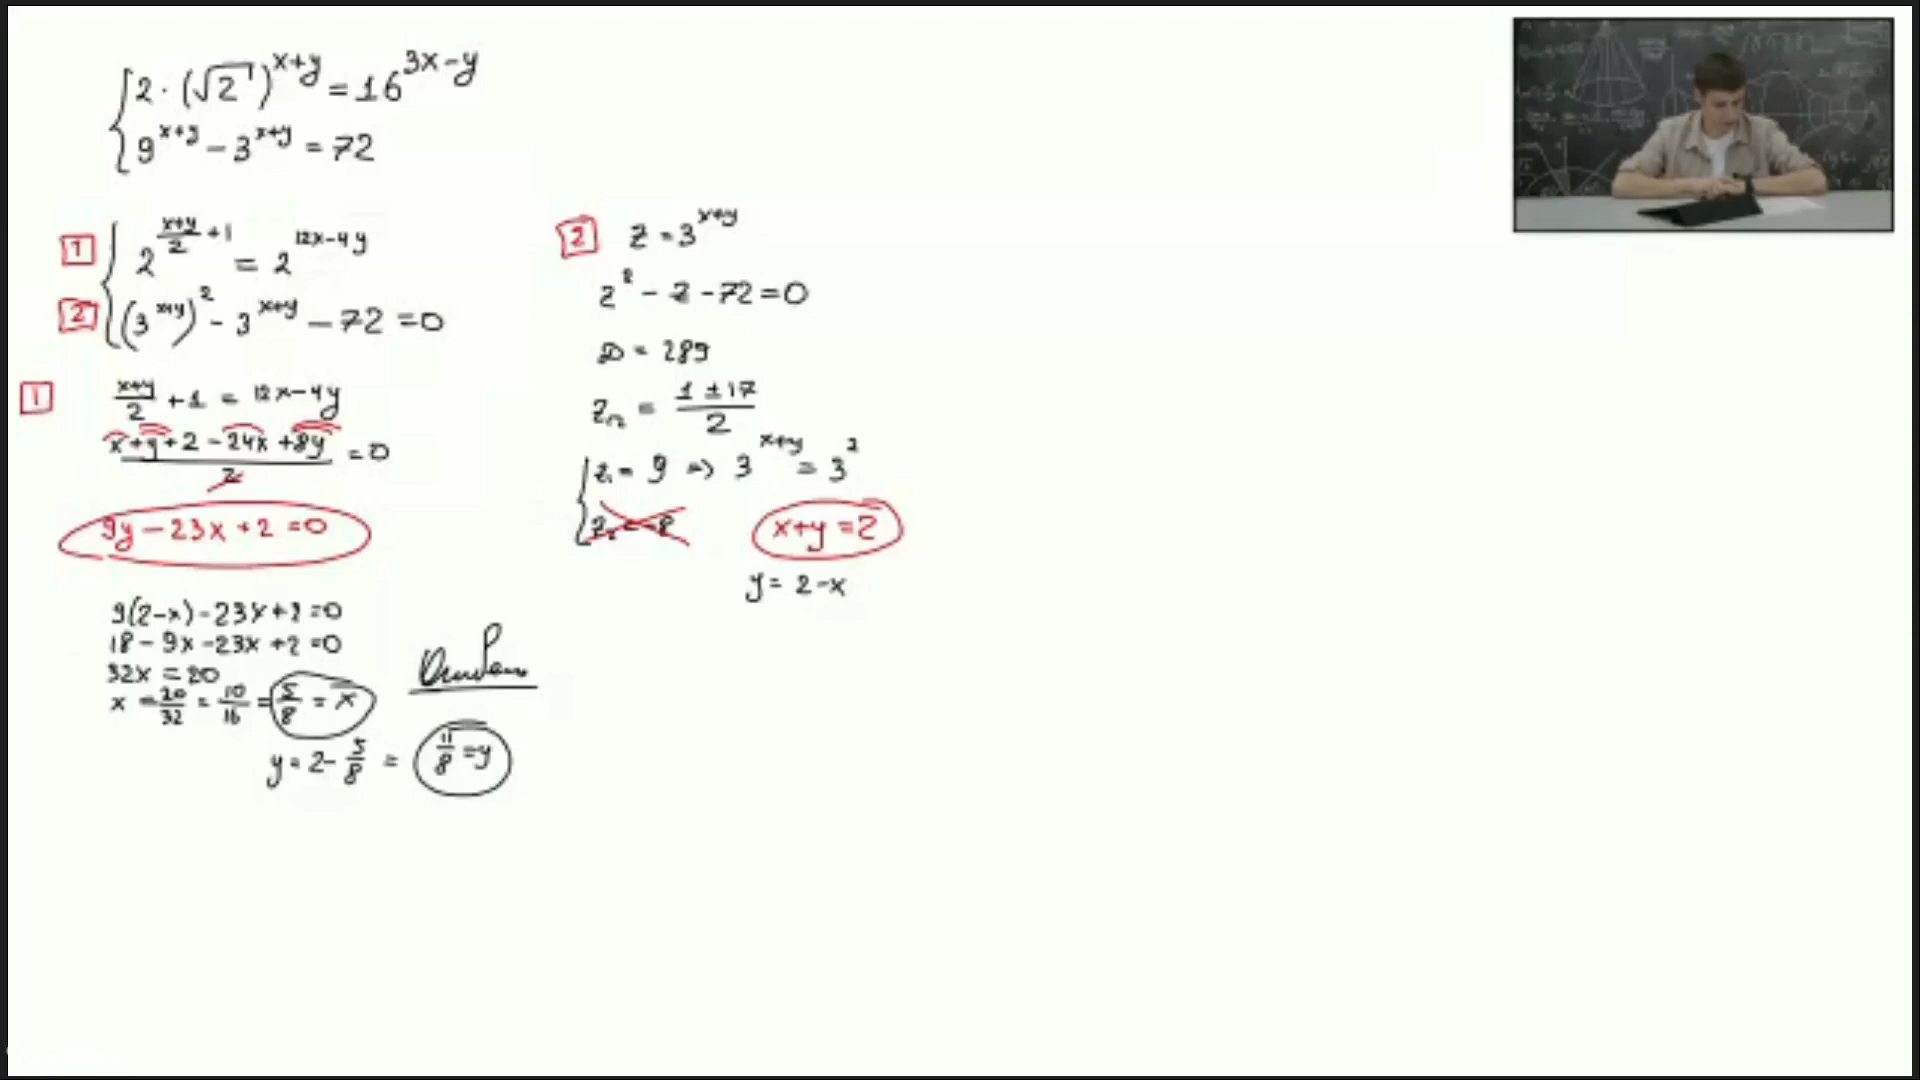 2 · (√2)^(x+y) = 16^(3x−y)
9^(x+y) − 3^(x+y) = 72
1 2^((x+y)/2 + 1) = 2^(12x−4y)
2 (3^(x+y))^2 − 3^(x+y) − 72 = 0
1 (x+y)/2 + 1 = 12x−4y
(x+y+2−24x+8y)/2 = 0
9y−23x+2=0
9(2−x)−23x+2=0
18−9x−23x+2=0
32x=20
x = 20/32 = 10/16 = 5/8 = x
y = 2− 5/8 = 11/8 = y
2 z = 3^(x+y)
z^2 − z − 72 = 0
D = 289
z₁,₂ = (1±17)/2
z₁ = 9 => 3^(x+y) = 3^2
z₂ = −8
x+y=2
y = 2−x